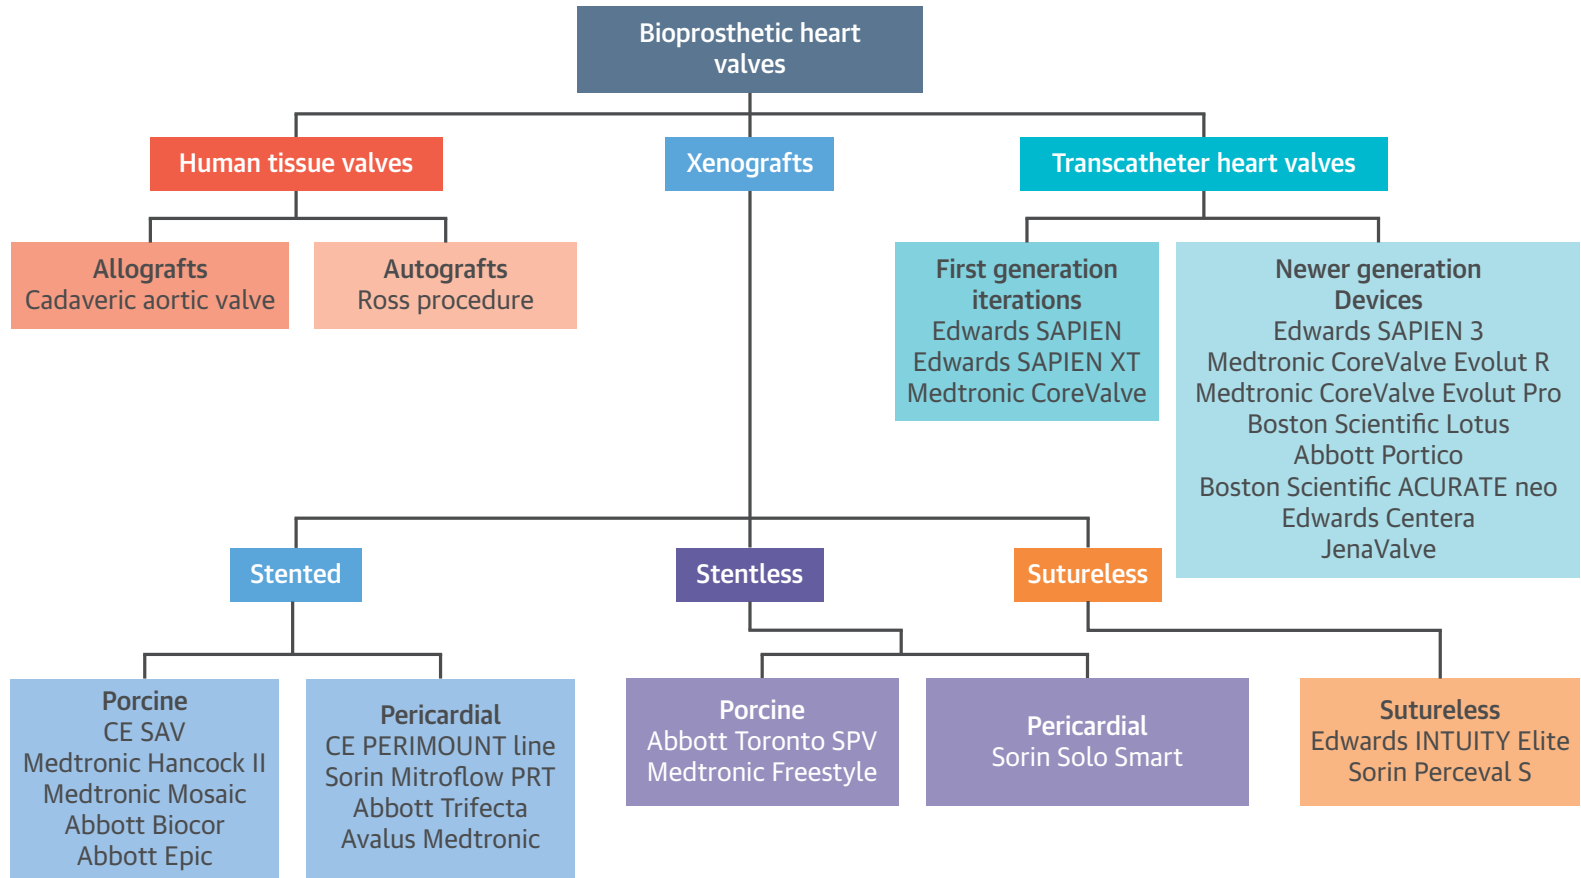 Bioprosthetic heart
valves
Human tissue valves
Xenografts
Transcatheter heart valves
Allografts
Cadaveric aortic valve
Autografts
Ross procedure
First generation
iterations
Edwards SAPIEN
Edwards SAPIEN XT
Medtronic CoreValve
Newer generation
Devices
Edwards SAPIEN 3
Medtronic CoreValve Evolut R
Medtronic CoreValve Evolut Pro
Boston Scientific Lotus
Abbott Portico
Boston Scientific ACURATE neo
Edwards Centera
JenaValve
Stented
Stentless
Sutureless
Porcine
CE SAV
Medtronic Hancock II
Medtronic Mosaic
Abbott Biocor
Abbott Epic
Pericardial
CE PERIMOUNT line
Sorin Mitroflow PRT
Abbott Trifecta
Avalus Medtronic
Porcine
Abbott Toronto SPV
Medtronic Freestyle
Pericardial
Sorin Solo Smart
Sutureless
Edwards INTUITY Elite
Sorin Perceval S